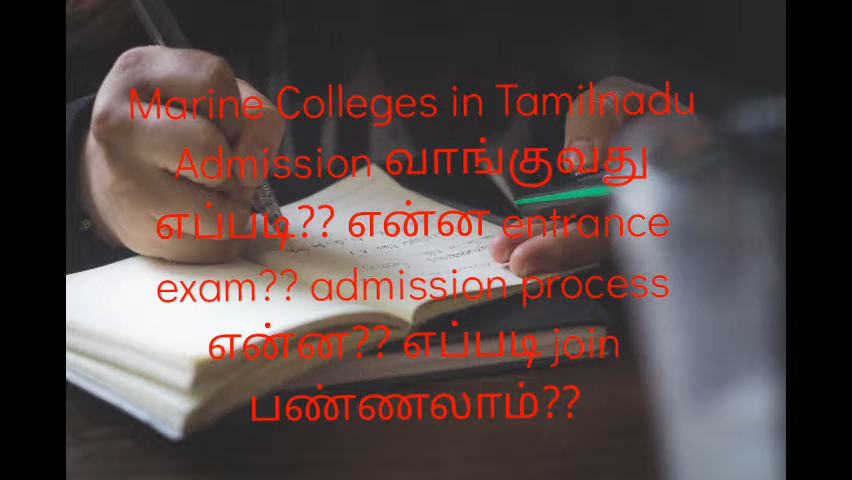 Marine Colleges in Tamilnadu
Admission வாங்குவது
எப்படி?? என்ன entrance
exam?? admission process
என்ன?? எப்படி join
பண்ணலாம்??